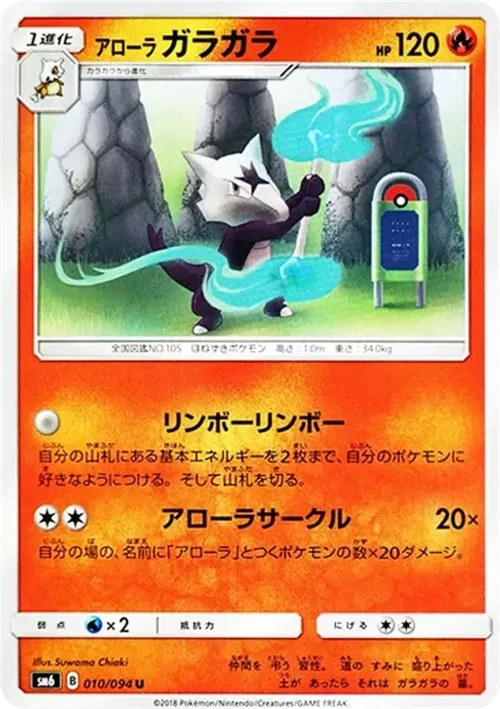 1進化
アローラ ガラガラ HP 120
カラカラから進化
全国図鑑NO.105 ほねずきポケモン 高さ：1.0m 重さ：34.0kg
リンボーリンボー
自分の山札にある基本エネルギーを2枚まで、自分のポケモンに
好きなようにつける。そして山札を切る。
アローラサークル 20×
自分の場の、名前に「アローラ」とつくポケモンの数×20ダメージ。
弱点 ×2 抵抗力 にげる
Illus.Suwama Chiaki
仲間を 弔う 習性。 道の すみに 盛り上がった
土が あったら それは ガラガラの 墓。
SM6 B 010/094 U
©2018 Pokémon/Nintendo/Creatures/GAME FREAK.